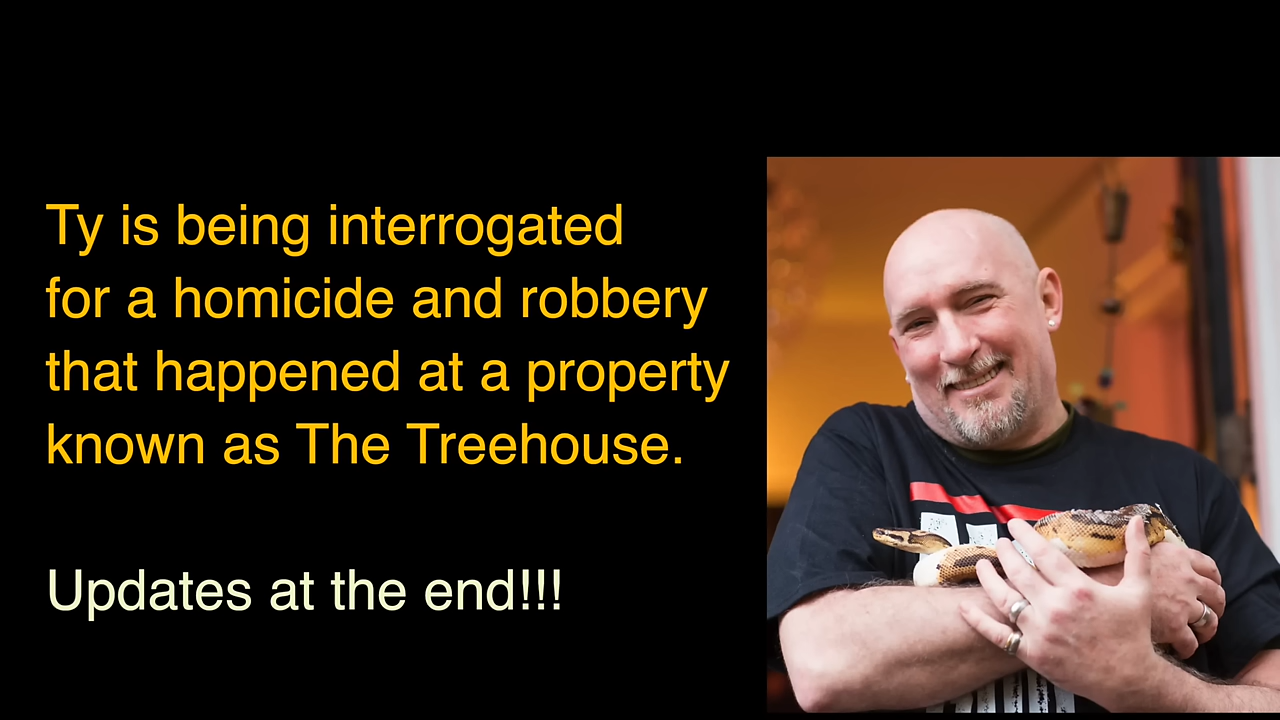 Ty is being interrogated
for a homicide and robbery
that happened at a property
known as The Treehouse.
Updates at the end!!!